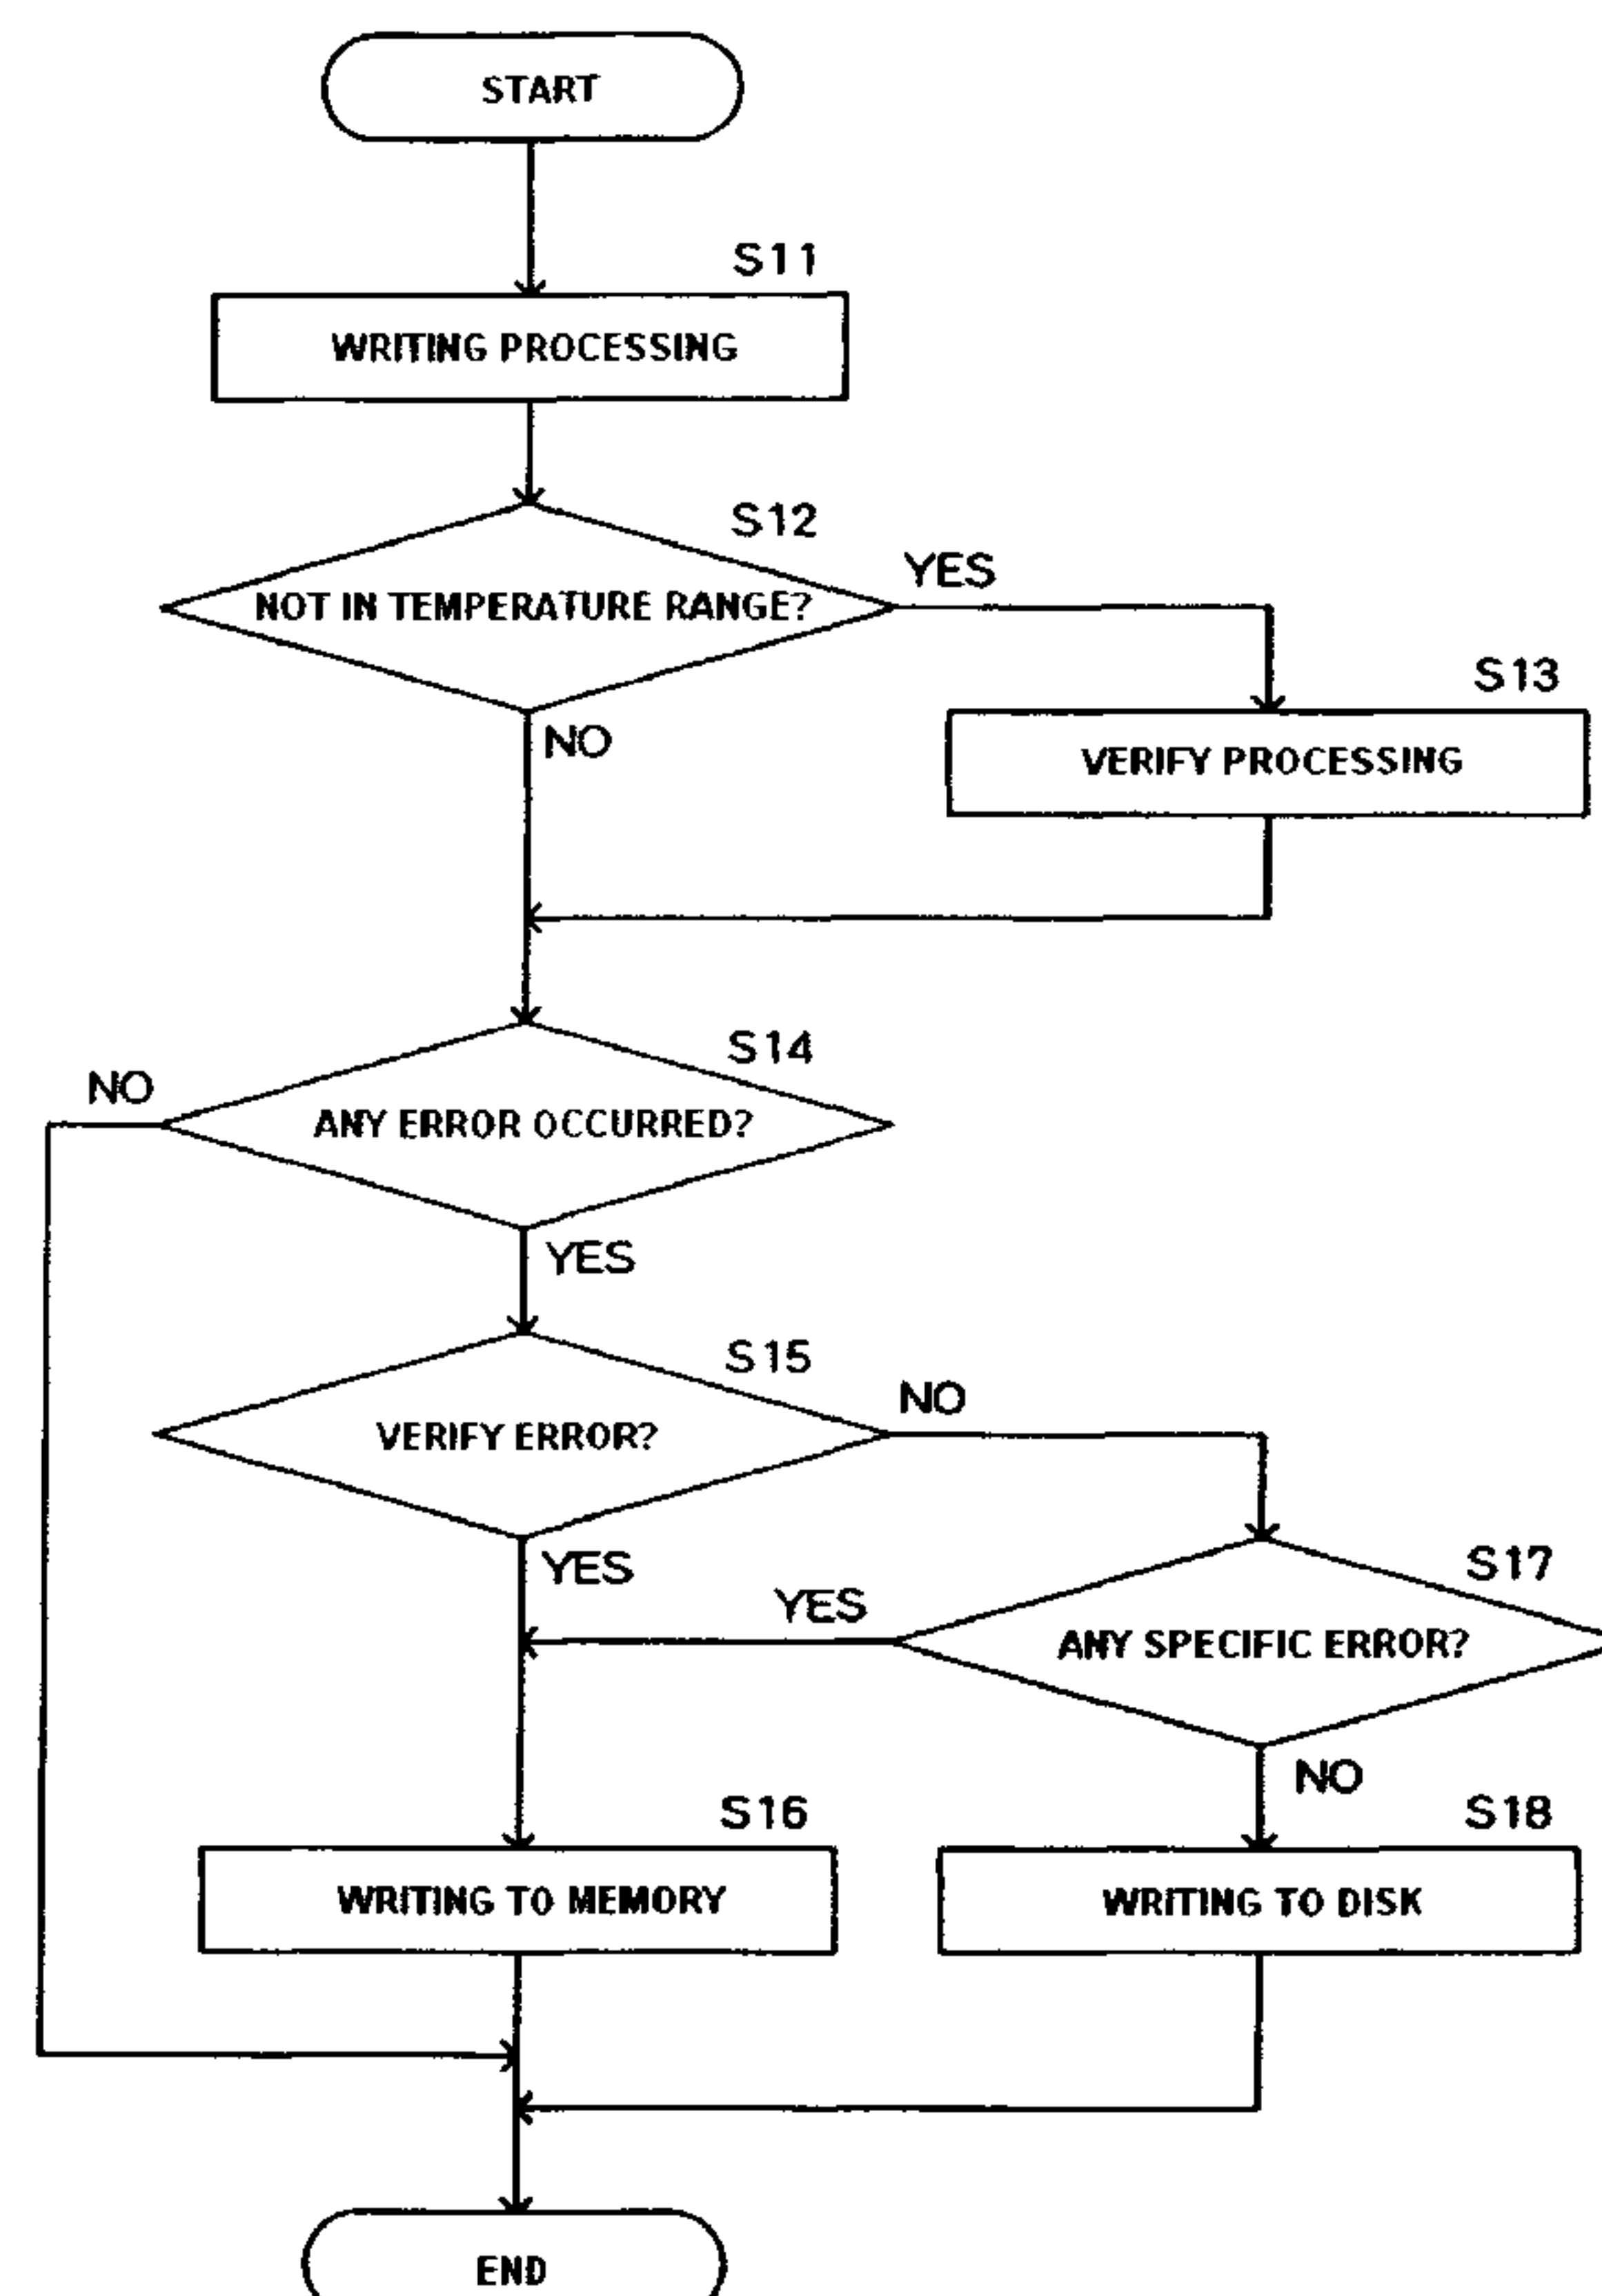 START
S11
WRITING PROCESSING
S12
YES
NOT IN TEMPERATURE RANGE?
S13
NO
VERIFY PROCESSING
S14
NO
ANY ERROR OCCURRED?
YES
S15
NO
VERIFY ERROR?
YES
S17
YES
ANY SPECIFIC ERROR?
NO
S16
S18
WRITING TO MEMORY
WRITING TO DISK
END